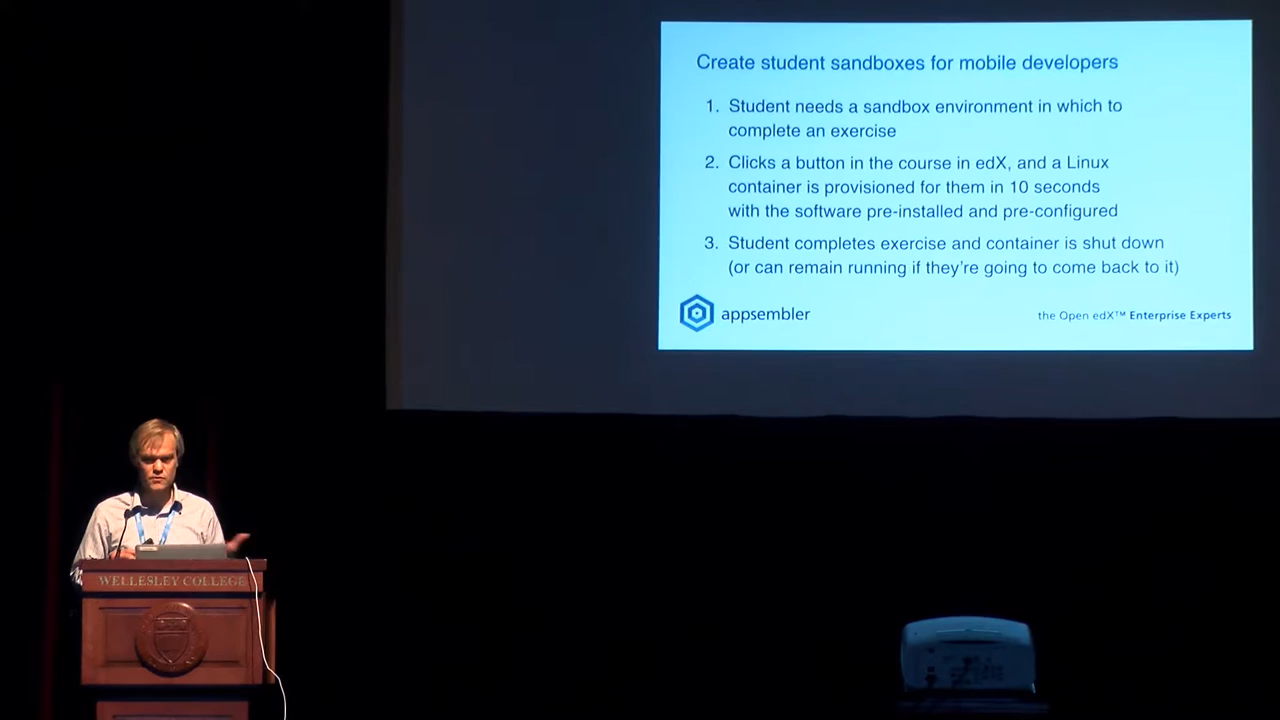 Create student sandboxes for mobile developers
1. Student needs a sandbox environment in which to
complete an exercise
2. Clicks a button in the course in edX, and a Linux
container is provisioned for them in 10 seconds
with the software pre-installed and pre-configured
3. Student completes exercise and container is shut down
(or can remain running if they're going to come back to it)
appsembler
the Open edX™ Enterprise Experts
WELLESLEY COLLEGE